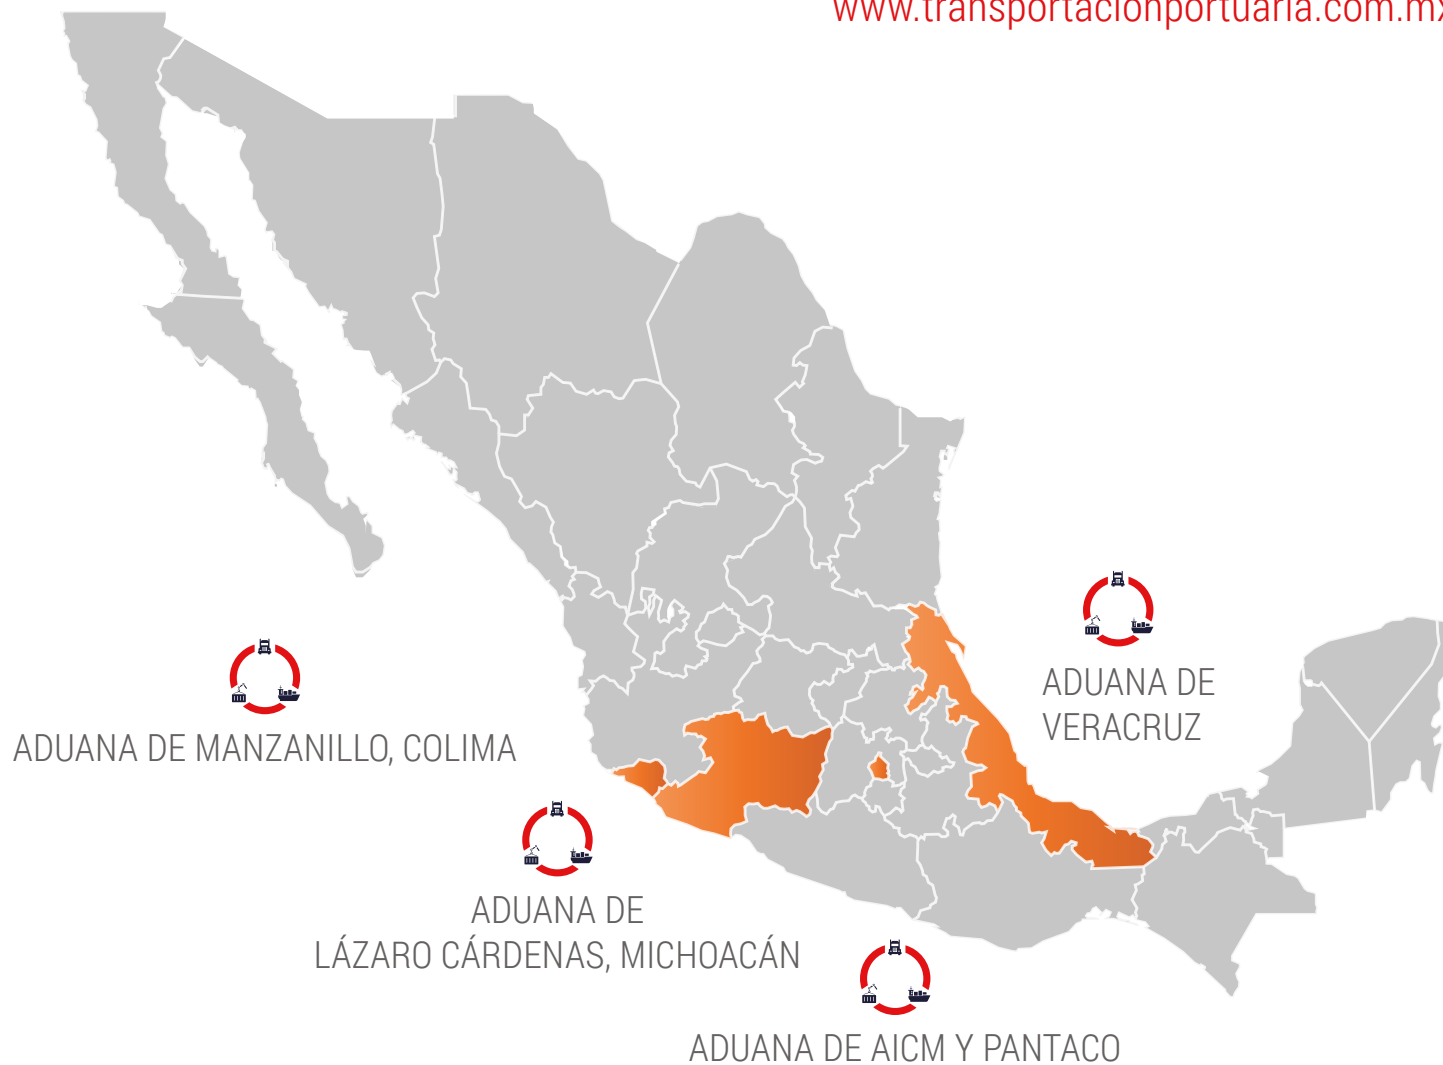 www.transportacionportuaria.com.mx
ADUANA DE
VERACRUZ
ADUANA DE MANZANILLO, COLIMA
ADUANA DE
LÁZARO CÁRDENAS, MICHOACÁN
ADUANA DE AICM Y PANTACO